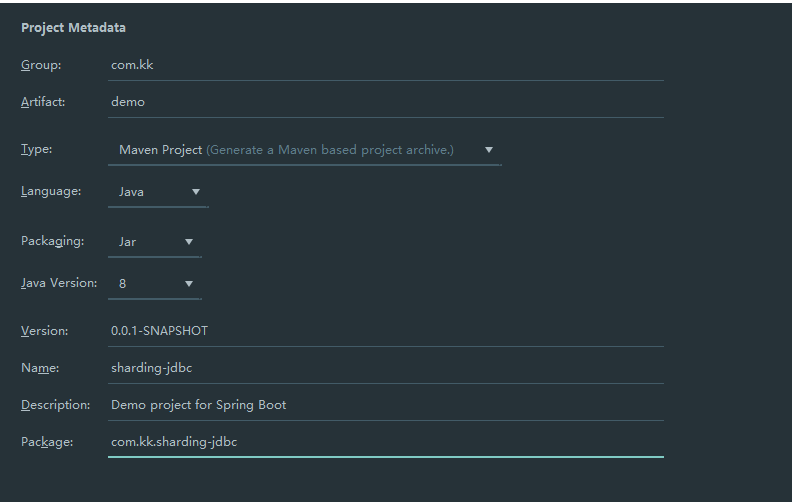 Project Metadata
Group: com.kk
Artifact: demo
Type: Maven Project (Generate a Maven based project archive.)
Language: Java
Packaging: Jar
Java Version: 8
Version: 0.0.1-SNAPSHOT
Name: sharding-jdbc
Description: Demo project for Spring Boot
Package: com.kk.sharding-jdbc